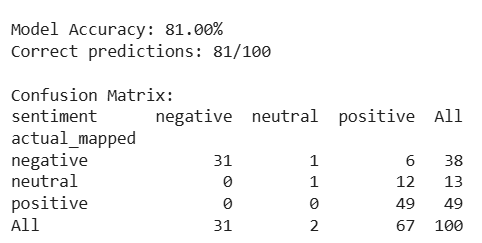 Model Accuracy: 81.00%
Correct predictions: 81/100
Confusion Matrix:
sentiment negative neutral positive All
actual_mapped
negative 31 1 6 38
neutral 0 1 12 13
positive 0 0 49 49
All 31 2 67 100